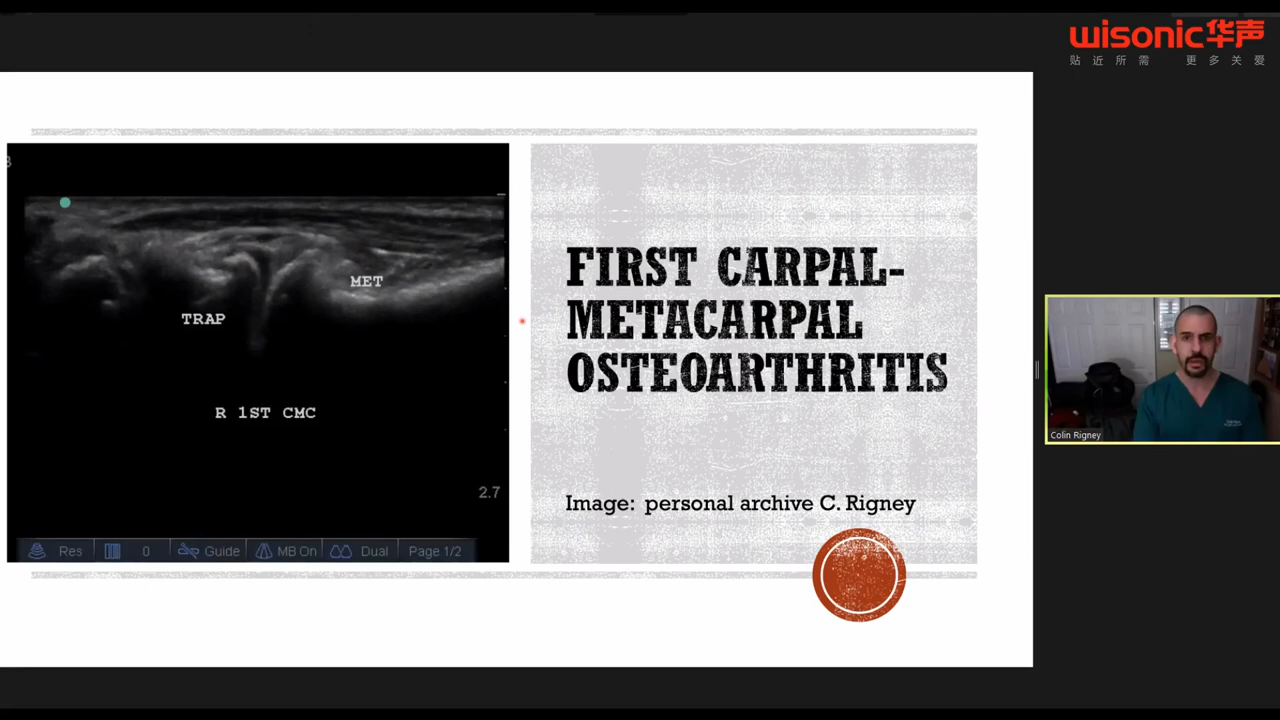 wisonic华声
贴近所需 更多关爱
TRAP
MET
R 1ST CMC
2.7
Res
0
Guide
MB On
Dual
Page 1/2
FIRST CARPAL-
METACARPAL
OSTEOARTHRITIS
Image: personal archive C. Rigney
Colin Rigney